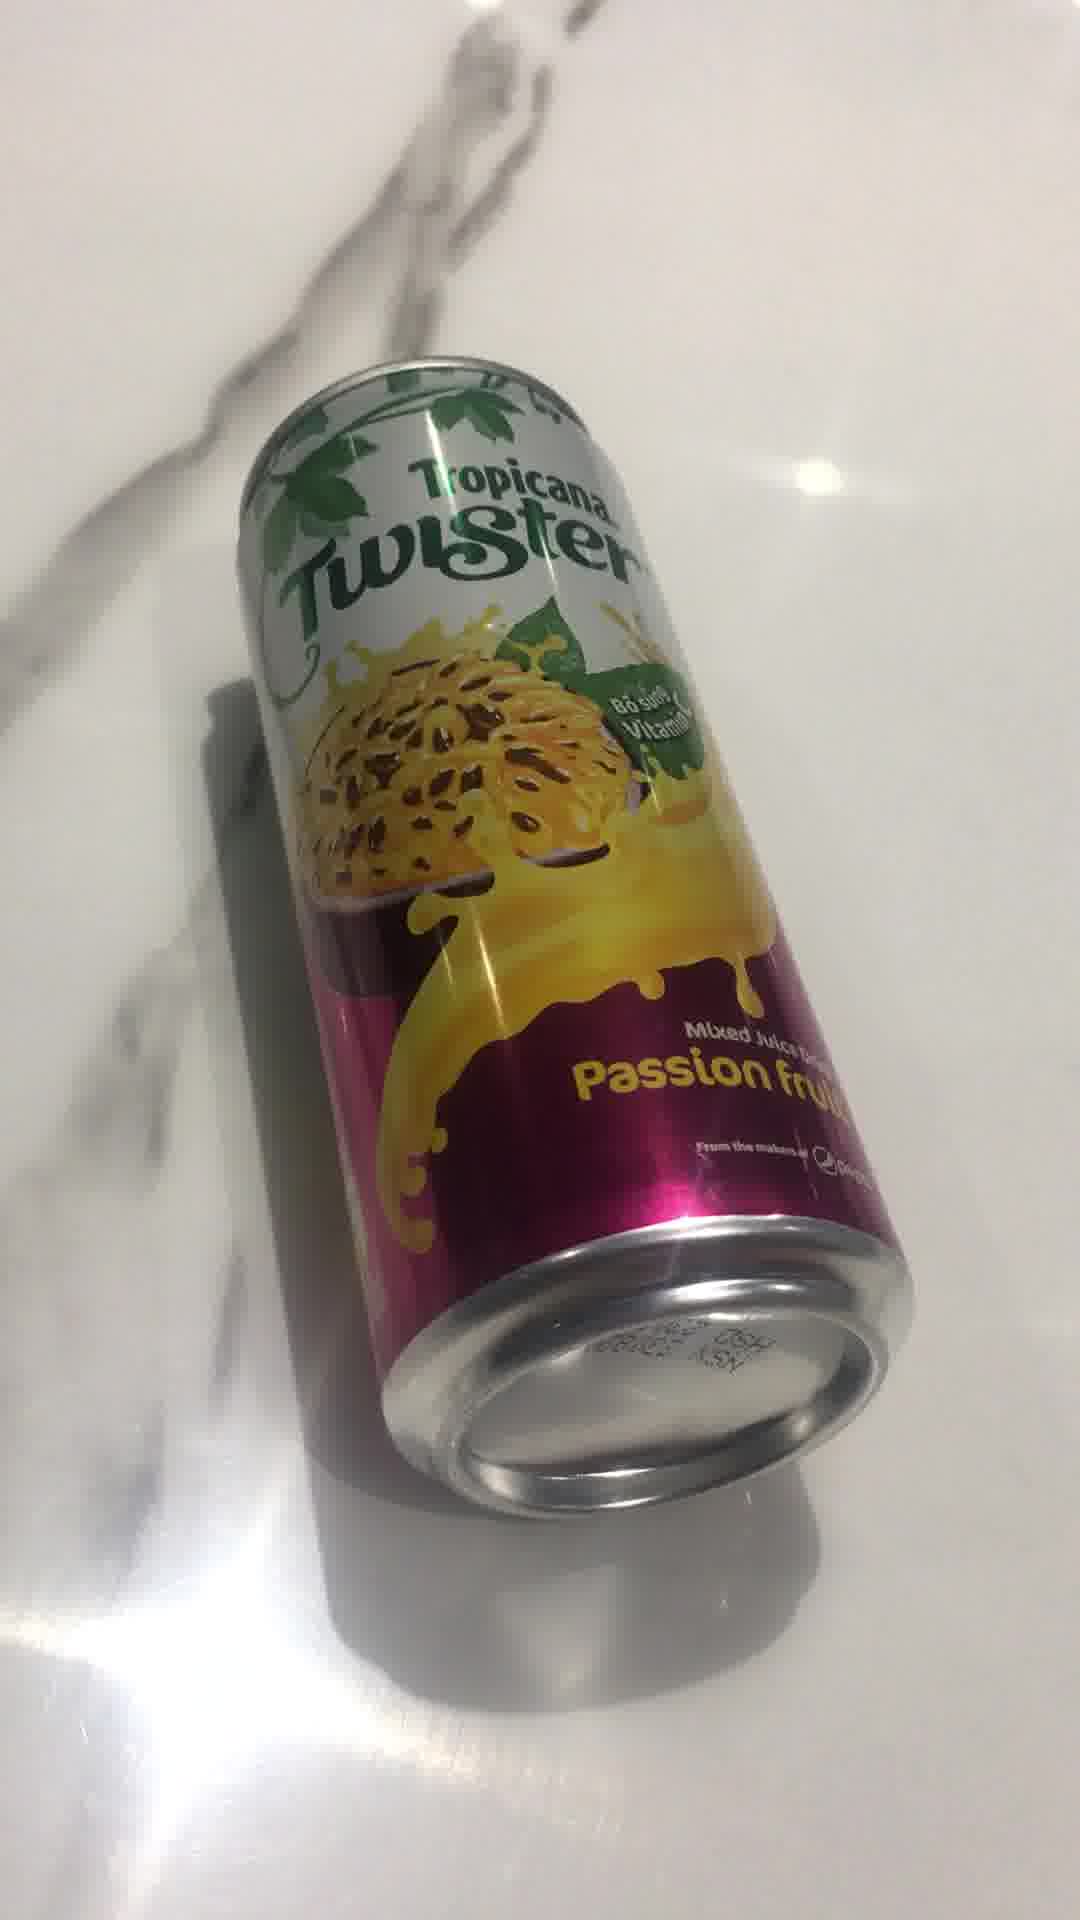 Tropicana
Twister
Bổ sung
Vitamin
Mixed Juice
Passion fruit
From the makers of